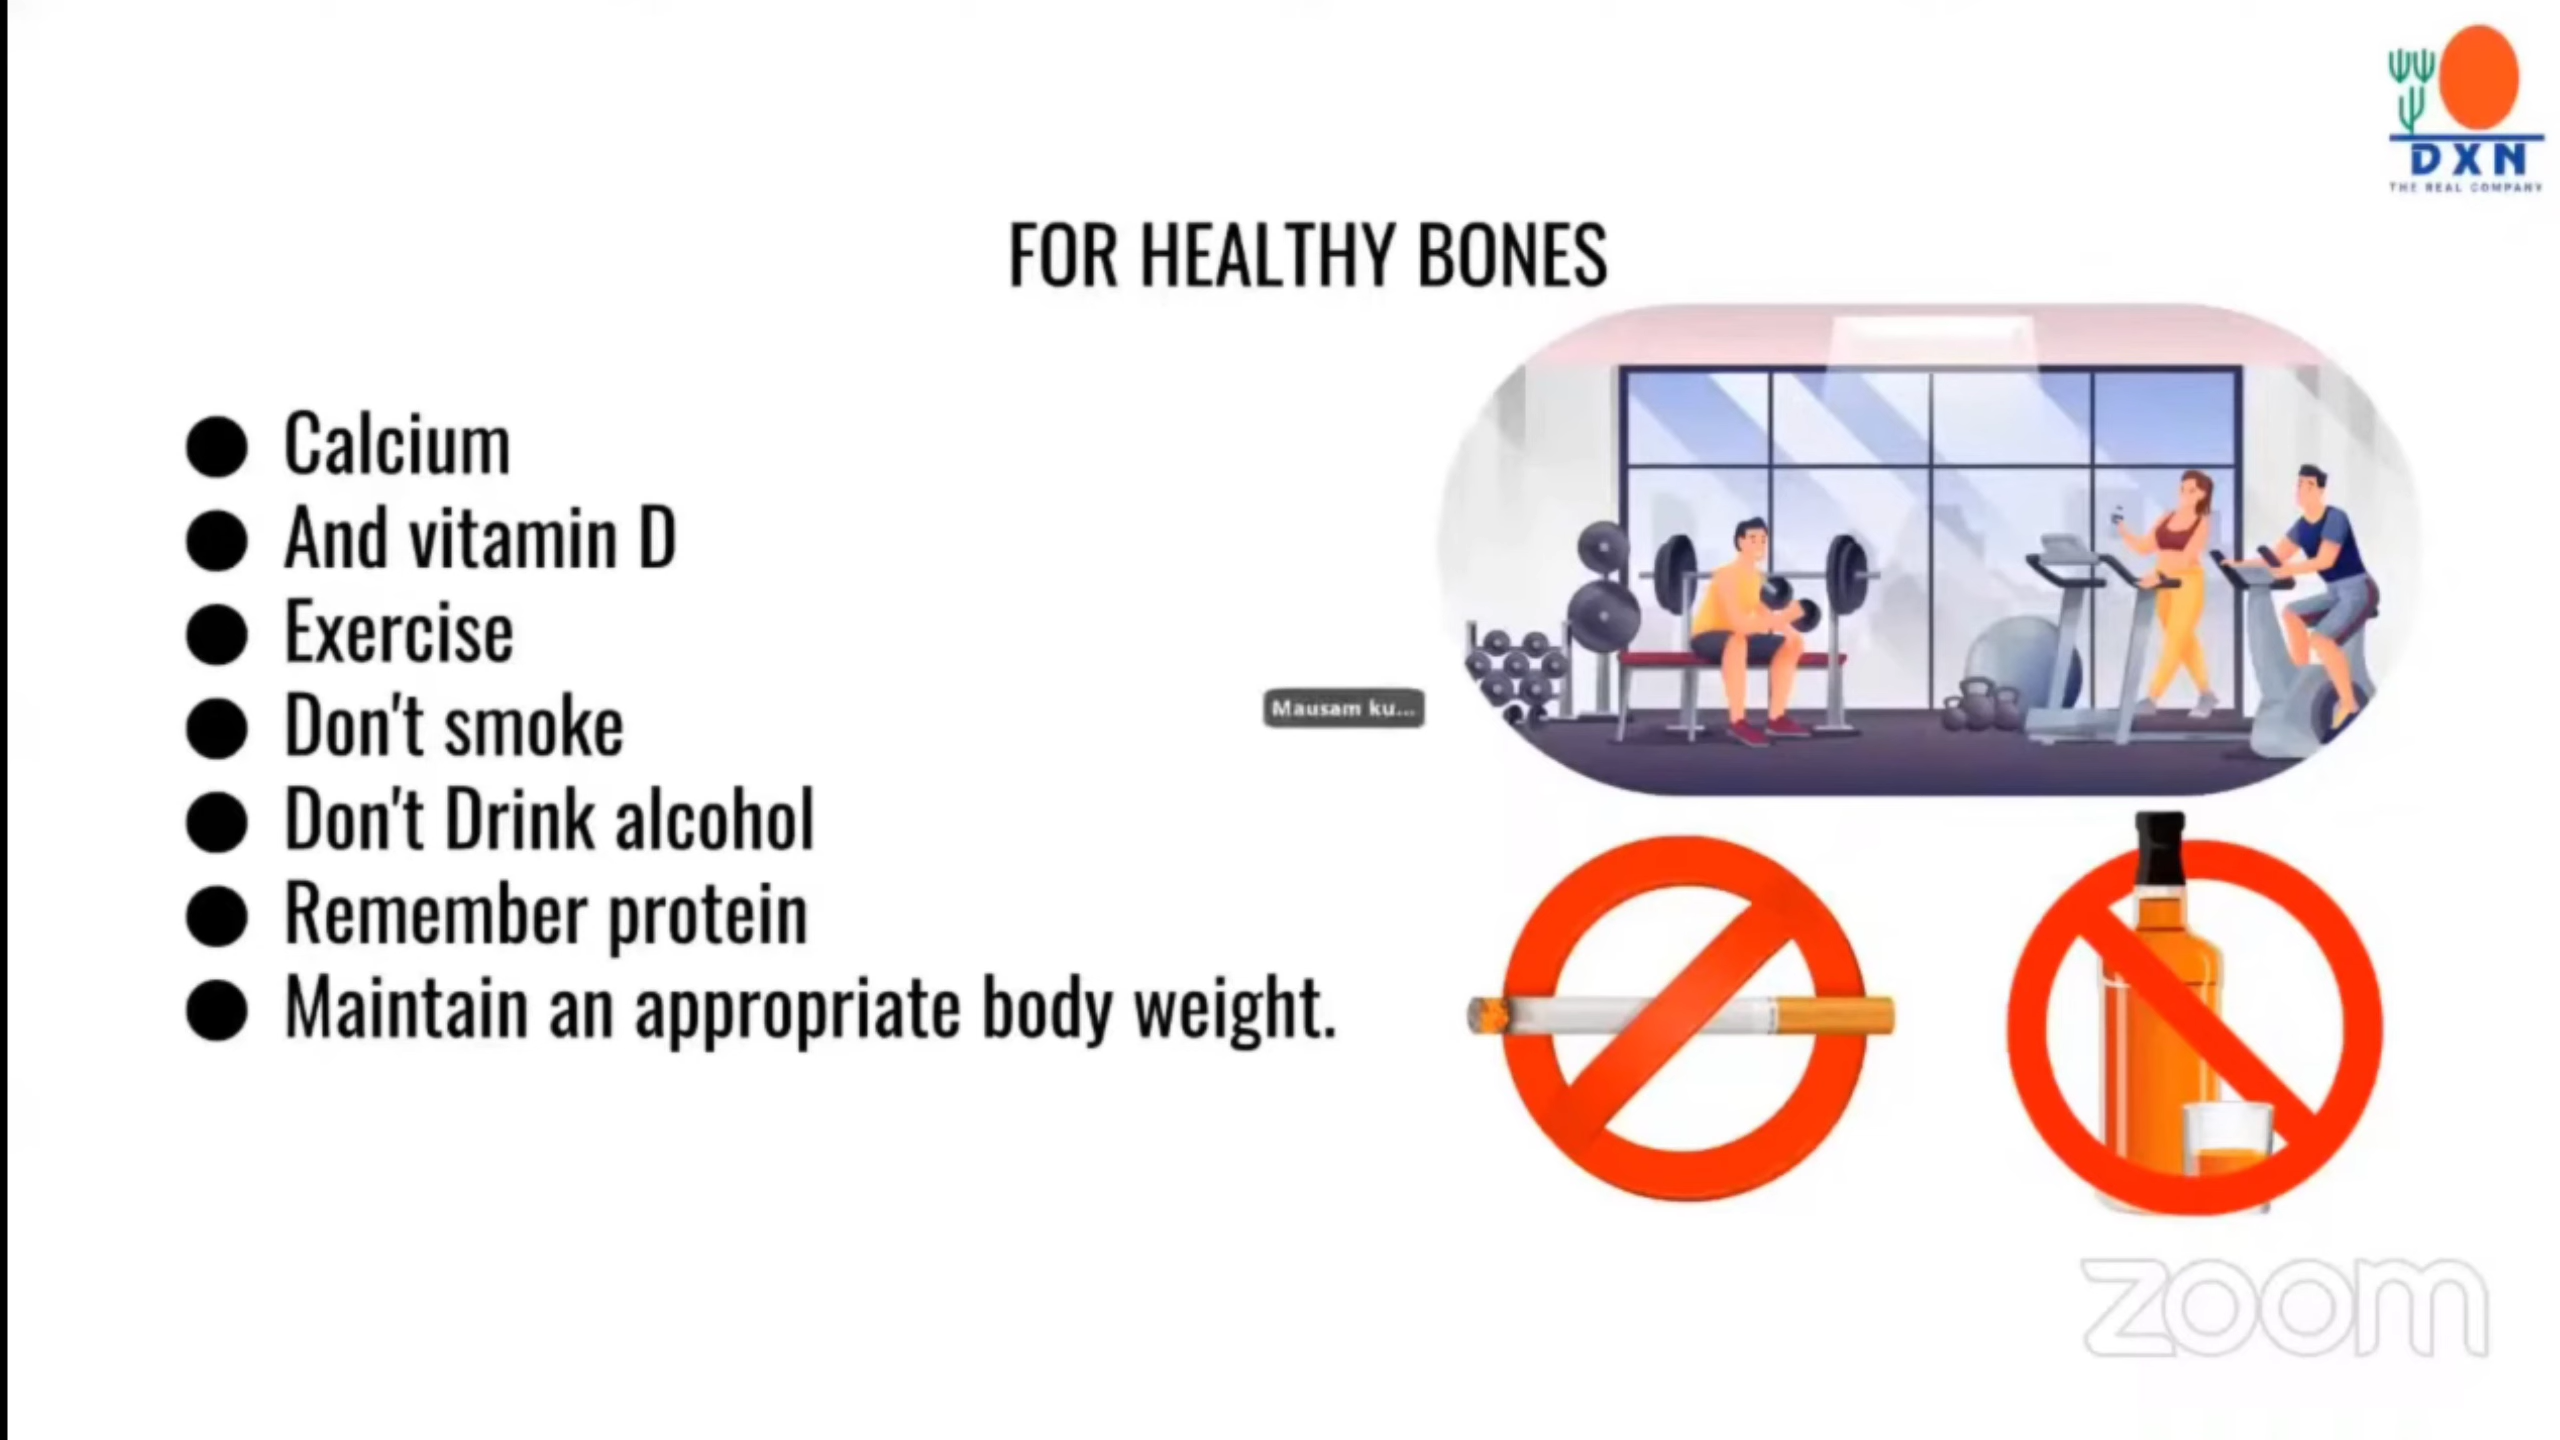 DXN
THE REAL COMPANY
FOR HEALTHY BONES
Calcium
And vitamin D
Exercise
Don't smoke
Don't Drink alcohol
Remember protein
Maintain an appropriate body weight.
Mausam ku...
zoom